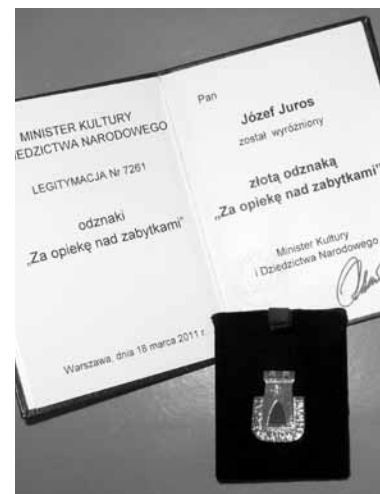 MINISTER KULTURY
DZIEDZICTWA NARODOWEGO
LEGITYMACJA Nr 7261
odznaki
„Za opiekę nad zabytkami"
Warszawa, dnia 18 marca 2011 r.
Pan
Józef Juros
został wyróżniony
złotą odznaką
„Za opiekę nad zabytkami"
Minister Kultury
i Dziedzictwa Narodowego